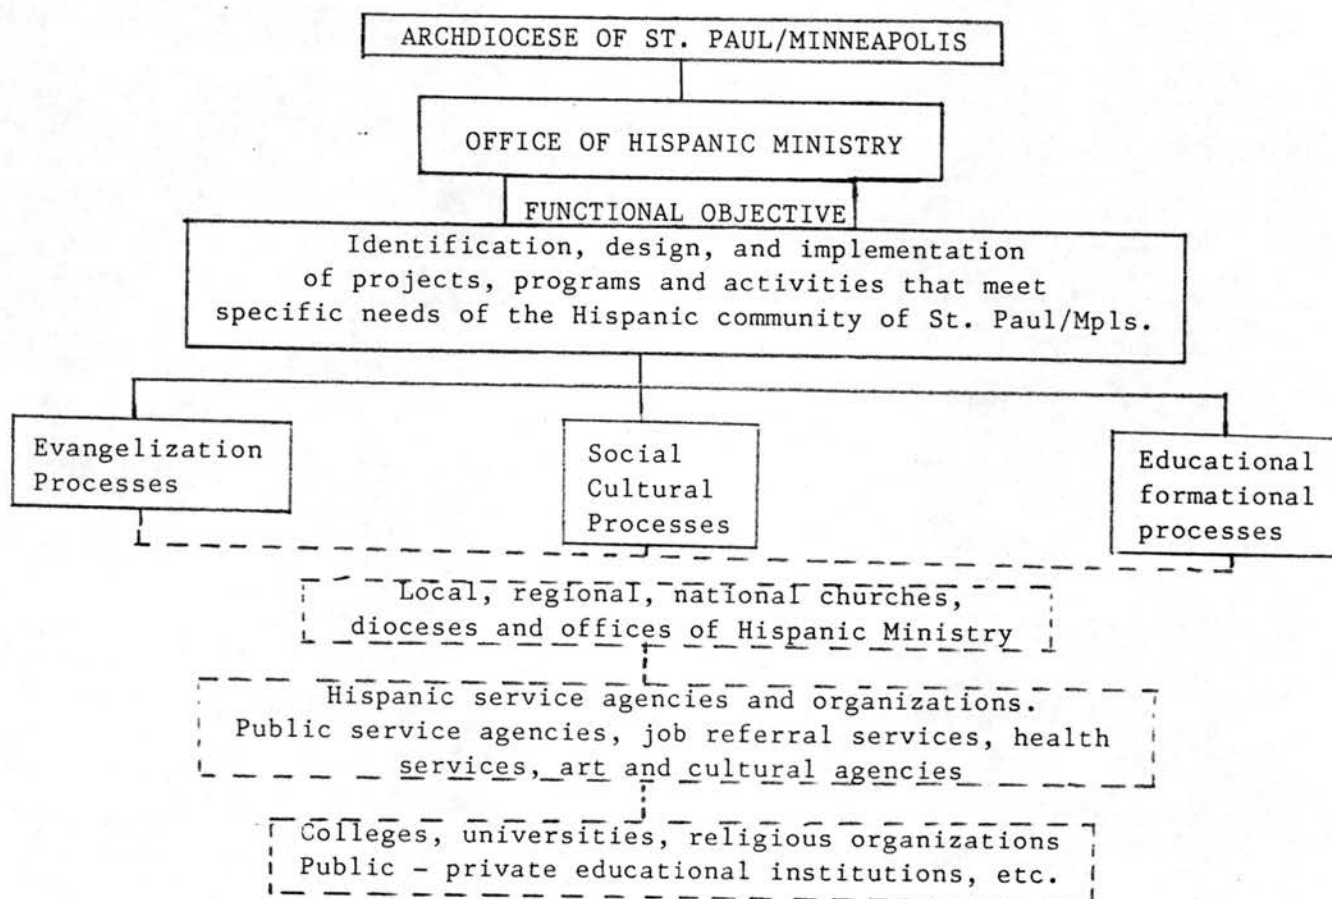 ARCHDIOCESE OF ST. PAUL/MINNEAPOLIS
OFFICE OF HISPANIC MINISTRY
FUNCTIONAL OBJECTIVE
Identification, design, and implementation
of projects, programs and activities that meet
specific needs of the Hispanic community of St. Paul/Mpls.
Evangelization
Processes
Social
Cultural
Processes
Educational
formational
processes
Local, regional, national churches,
dioceses and offices of Hispanic Ministry
Hispanic service agencies and organizations.
Public service agencies, job referral services, health
services, art and cultural agencies
Colleges, universities, religious organizations
Public - private educational institutions, etc.